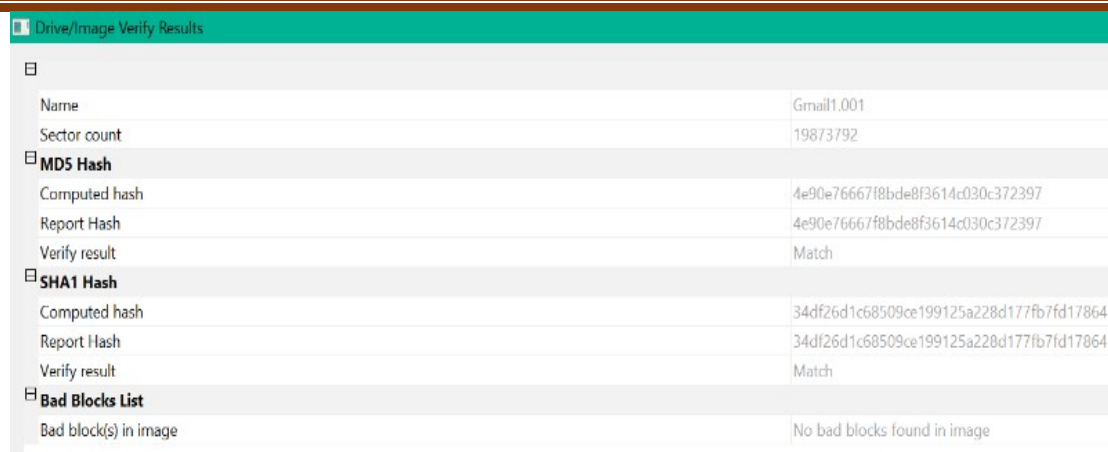 Drive/Image Verify Results
Name Gmail1.001
Sector count 19873792
MD5 Hash
Computed hash 4e90e76667f8bde8f3614c030c372397
Report Hash 4e90e76667f8bde8f3614c030c372397
Verify result Match
SHA1 Hash
Computed hash 34df26d1c68509ce199125a228d177fb7fd17864
Report Hash 34df26d1c68509ce199125a228d177fb7fd17864
Verify result Match
Bad Blocks List
Bad block(s) in image No bad blocks found in image